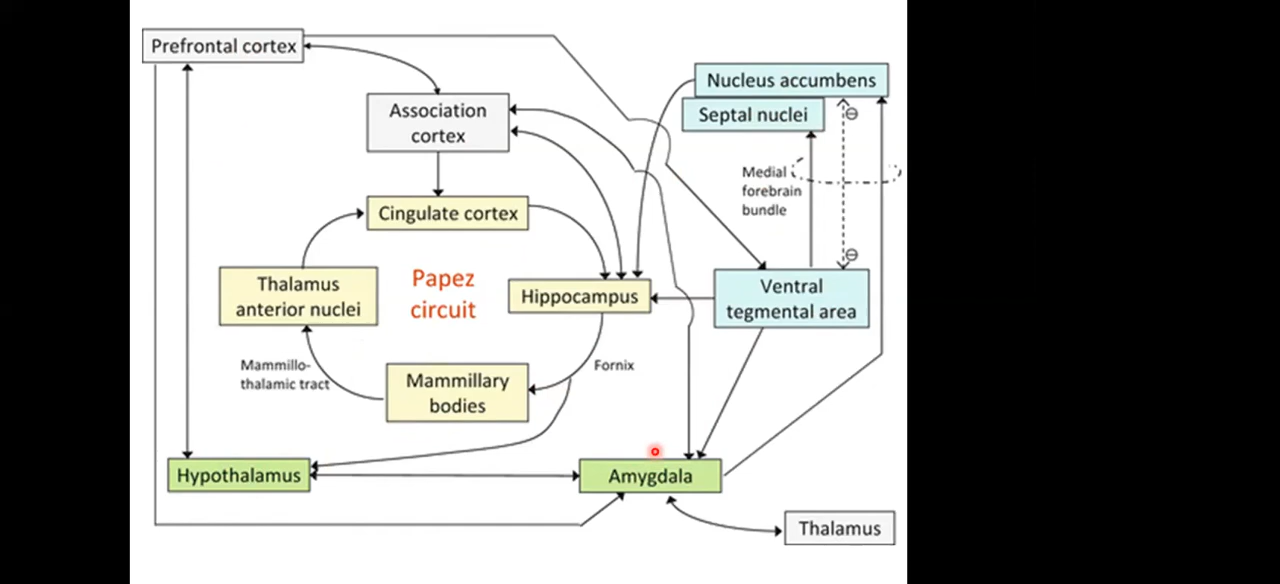 Prefrontal cortex
Nucleus accumbens
Association
cortex
Septal nuclei
⊖
Medial
forebrain
bundle
Cingulate cortex
⊖
Thalamus
anterior nuclei
Papez
circuit
Hippocampus
Ventral
tegmental area
Mammillo-
thalamic tract
Fornix
Mammillary
bodies
Hypothalamus
Amygdala
Thalamus